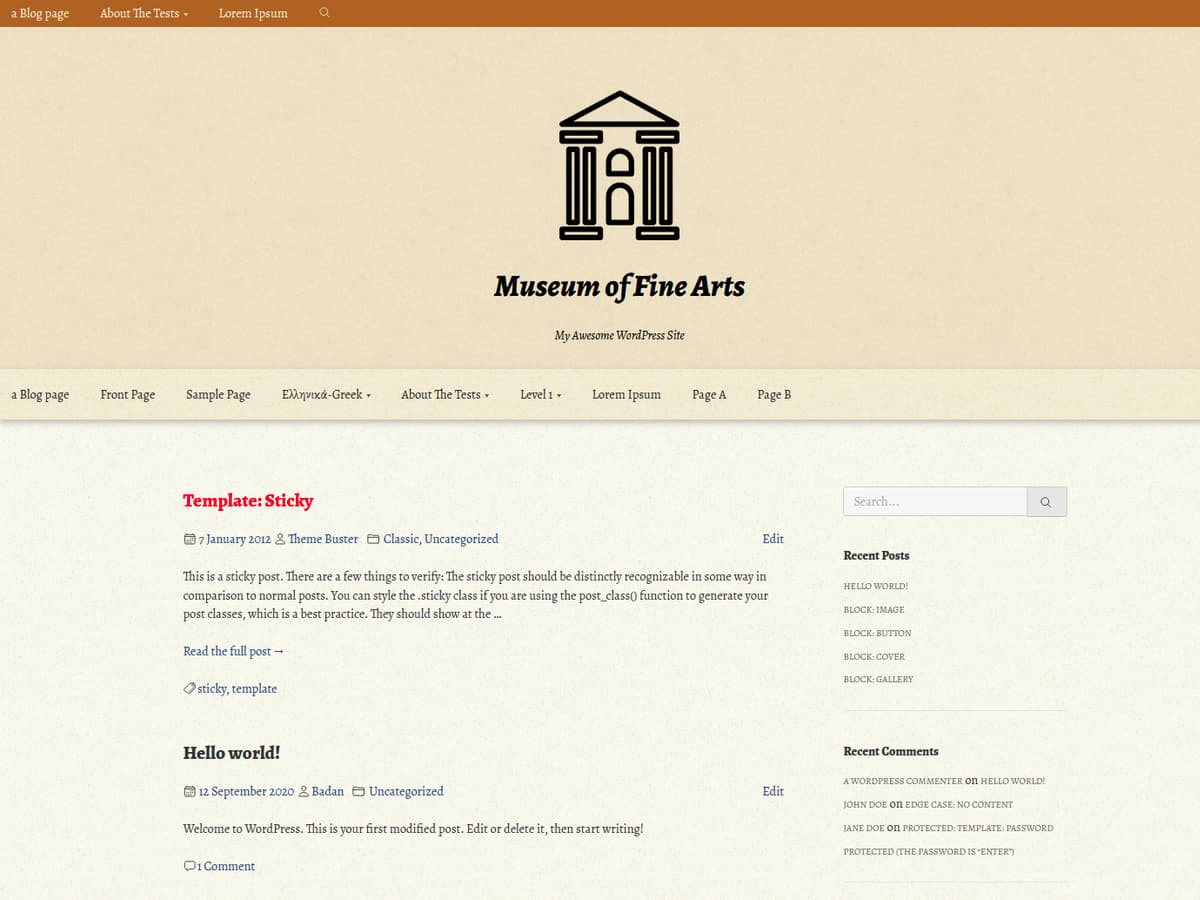 a Blog page About The Tests Lorem Ipsum
Museum of Fine Arts
My Awesome WordPress Site
a Blog page Front Page Sample Page Ελληνικά-Greek About The Tests Level 1 Lorem Ipsum Page A Page B
Template: Sticky
7 January 2012 Theme Buster Classic, Uncategorized Edit
This is a sticky post. There are a few things to verify: The sticky post should be distinctly recognizable in some way in
comparison to normal posts. You can style the .sticky class if you are using the post_class() function to generate your
post classes, which is a best practice. They should show at the …
Read the full post →
sticky, template
Hello world!
12 September 2020 Badan Uncategorized Edit
Welcome to WordPress. This is your first modified post. Edit or delete it, then start writing!
1 Comment
Search…
Recent Posts
HELLO WORLD!
BLOCK: IMAGE
BLOCK: BUTTON
BLOCK: COVER
BLOCK: GALLERY
Recent Comments
A WORDPRESS COMMENTER on HELLO WORLD!
JOHN DOE on EDGE CASE: NO CONTENT
JANE DOE on PROTECTED: TEMPLATE: PASSWORD
PROTECTED (THE PASSWORD IS “ENTER”)